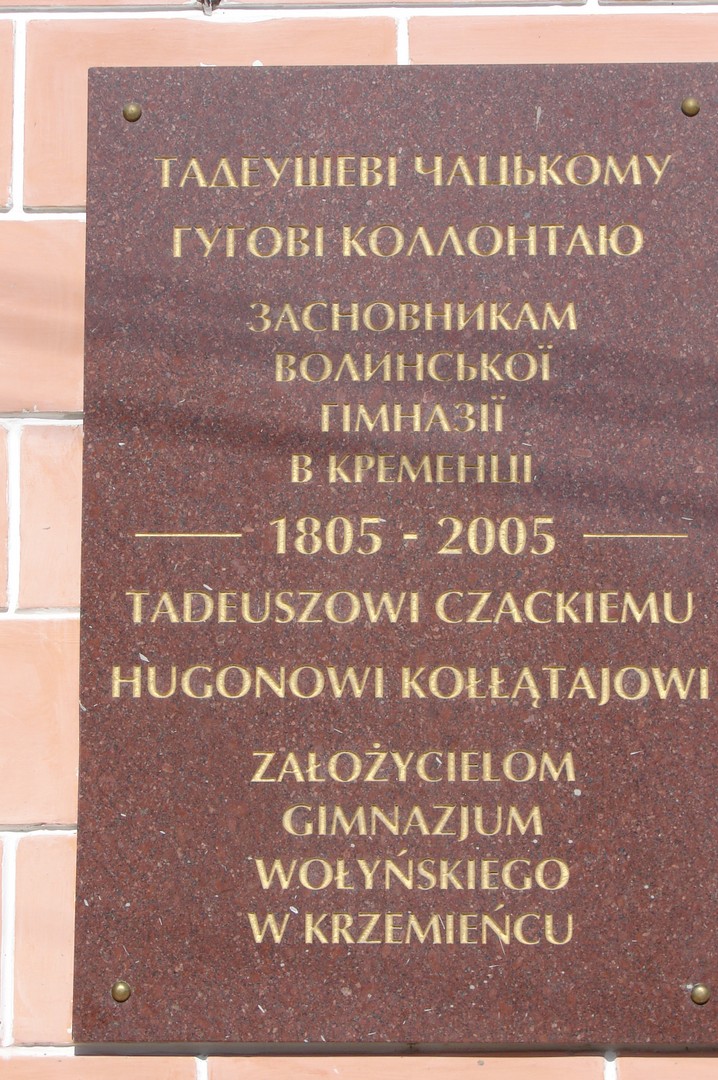 ТАДЕУШЕВІ ЧАЦЬКОМУ
ГУГОВІ КОЛЛОНТАЮ
ЗАСНОВНИКАМ
ВОЛИНСЬКОЇ
ГІМНАЗІЇ
В КРЕМЕНЦІ
1805 - 2005
TADEUSZOWI CZACKIEMU
HUGONOWI KOŁŁĄTAJOWI
ZAŁOŻYCIELOM
GIMNAZJUM
WOŁYŃSKIEGO
W KRZEMIEŃCU